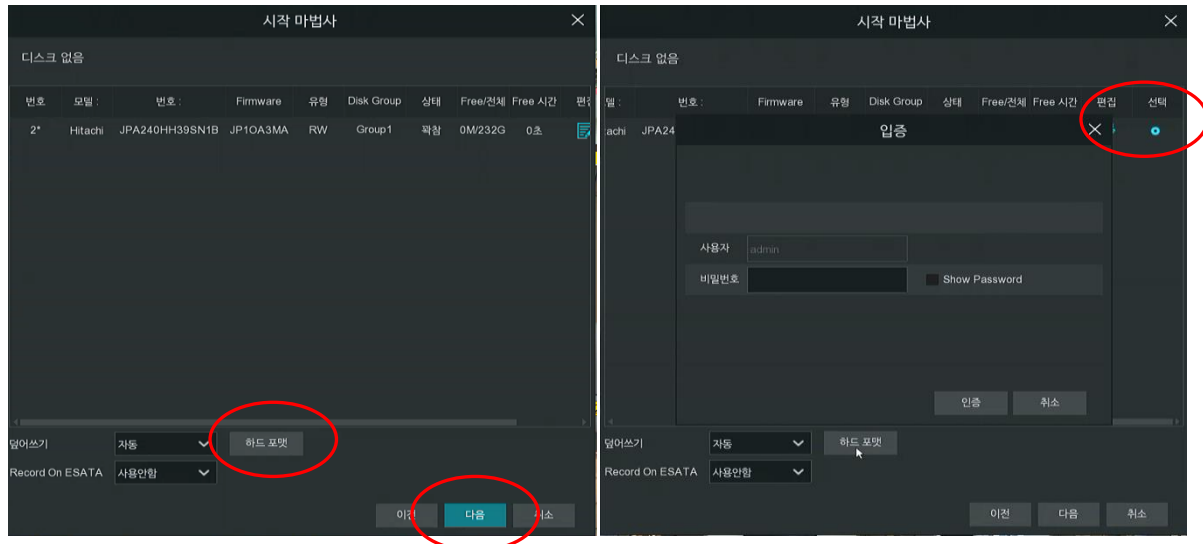 시작 마법사
디스크 없음
번호 모델 : 번호 : Firmware 유형 Disk Group 상태 Free/전체 Free 시간
2* Hitachi JPA240HH39SN1B JP1OA3MA RW Group1 꽉참 0M/232G 0초
덮어쓰기 자동 하드 포맷
Record On ESATA 사용안함
이전 다음 취소
시작 마법사
디스크 없음
델 : 번호 : Firmware 유형 Disk Group 상태 Free/전체 Free 시간 편집 선택
achi JPA24
입증
사용자 admin
비밀번호 Show Password
인증 취소
덮어쓰기 자동 하드 포맷
Record On ESATA 사용안함
이전 다음 취소